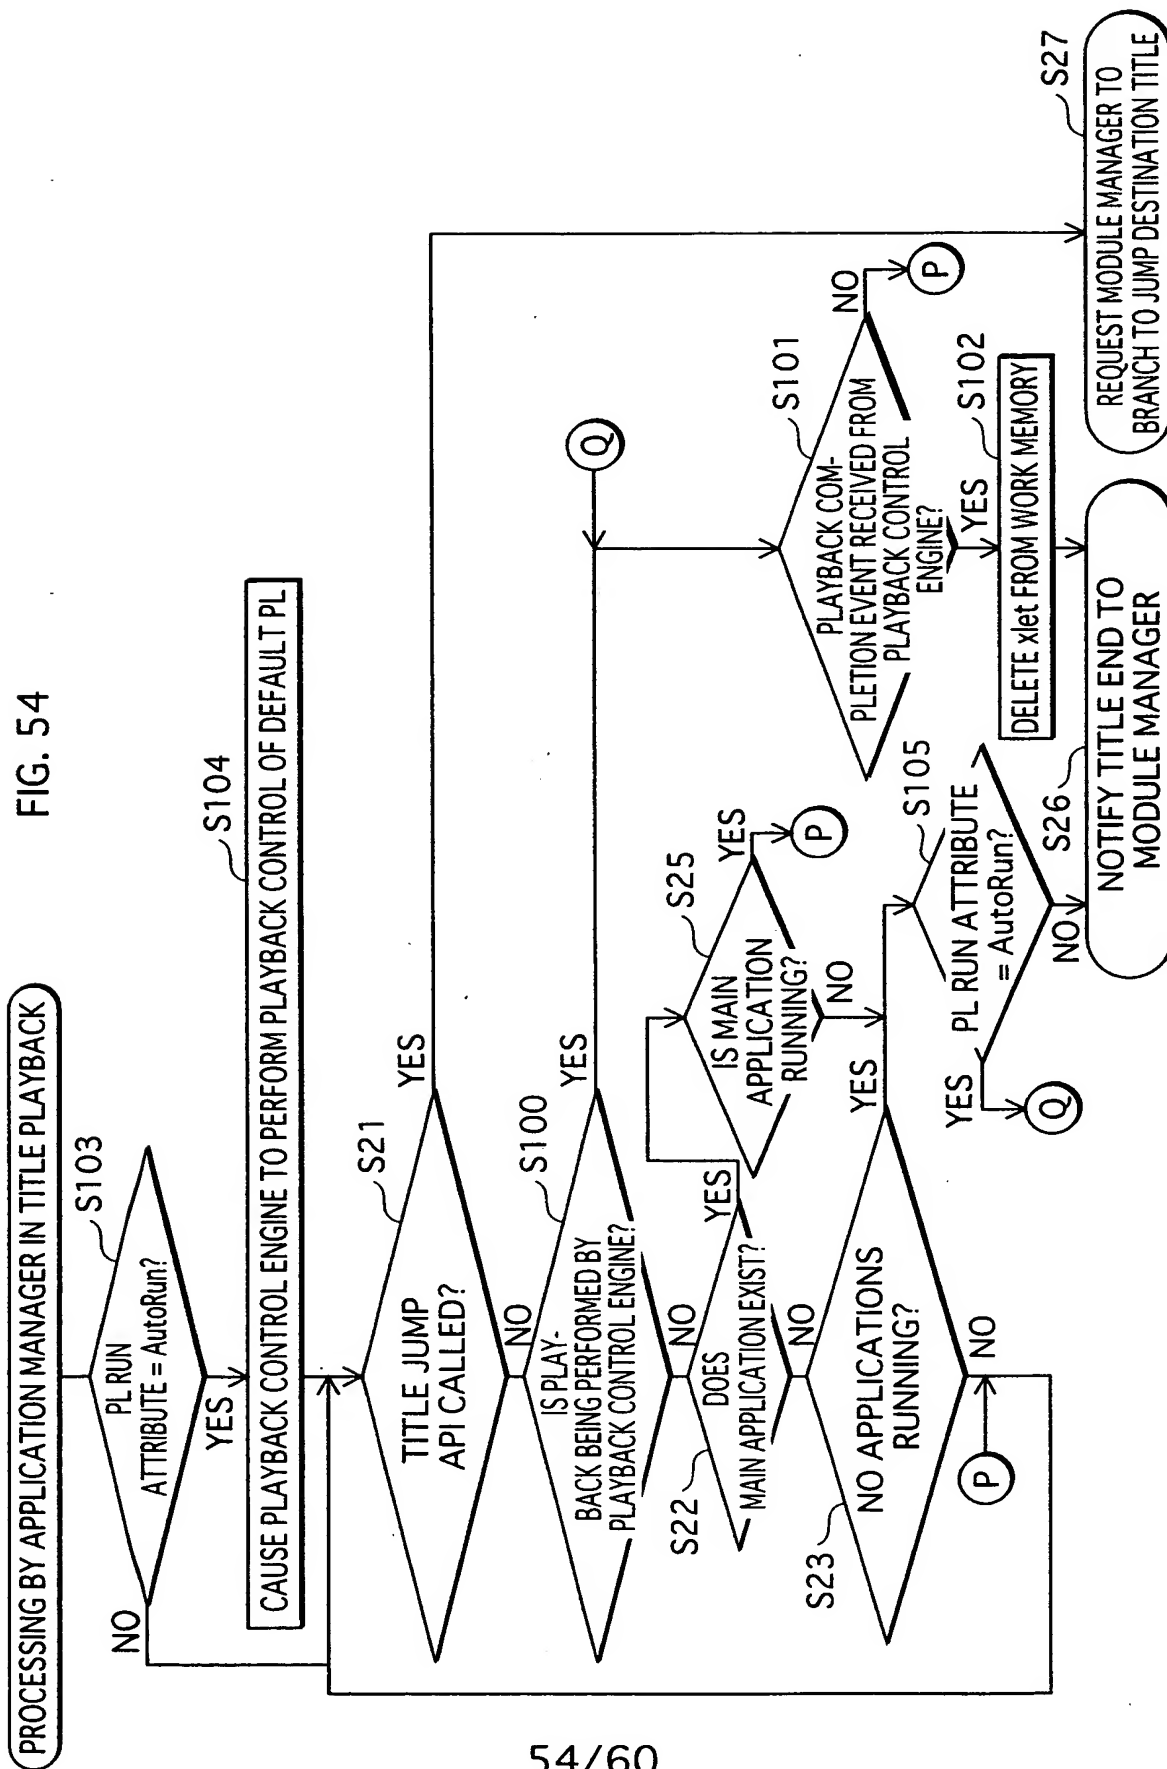 FIG. 54
PROCESSING BY APPLICATION MANAGER IN TITLE PLAYBACK
S103
PL RUN
ATTRIBUTE = AutoRun?
NO
YES
S104
CAUSE PLAYBACK CONTROL ENGINE TO PERFORM PLAYBACK CONTROL OF DEFAULT PL
S21
TITLE JUMP
API CALLED?
YES
NO
S100
IS PLAY-
BACK BEING PERFORMED BY
PLAYBACK CONTROL ENGINE?
YES
NO
Q
S22
DOES
MAIN APPLICATION EXIST?
YES
NO
S25
IS MAIN
APPLICATION
RUNNING?
YES
P
NO
S23
NO APPLICATIONS
RUNNING?
YES
NO
P
S101
PLAYBACK COM-
PLETION EVENT RECEIVED FROM
PLAYBACK CONTROL
ENGINE?
NO
P
YES
S102
DELETE xlet FROM WORK MEMORY
S105
PL RUN ATTRIBUTE
= AutoRun?
YES
Q
NO
S26
NOTIFY TITLE END TO
MODULE MANAGER
S27
REQUEST MODULE MANAGER TO
BRANCH TO JUMP DESTINATION TITLE
54/60